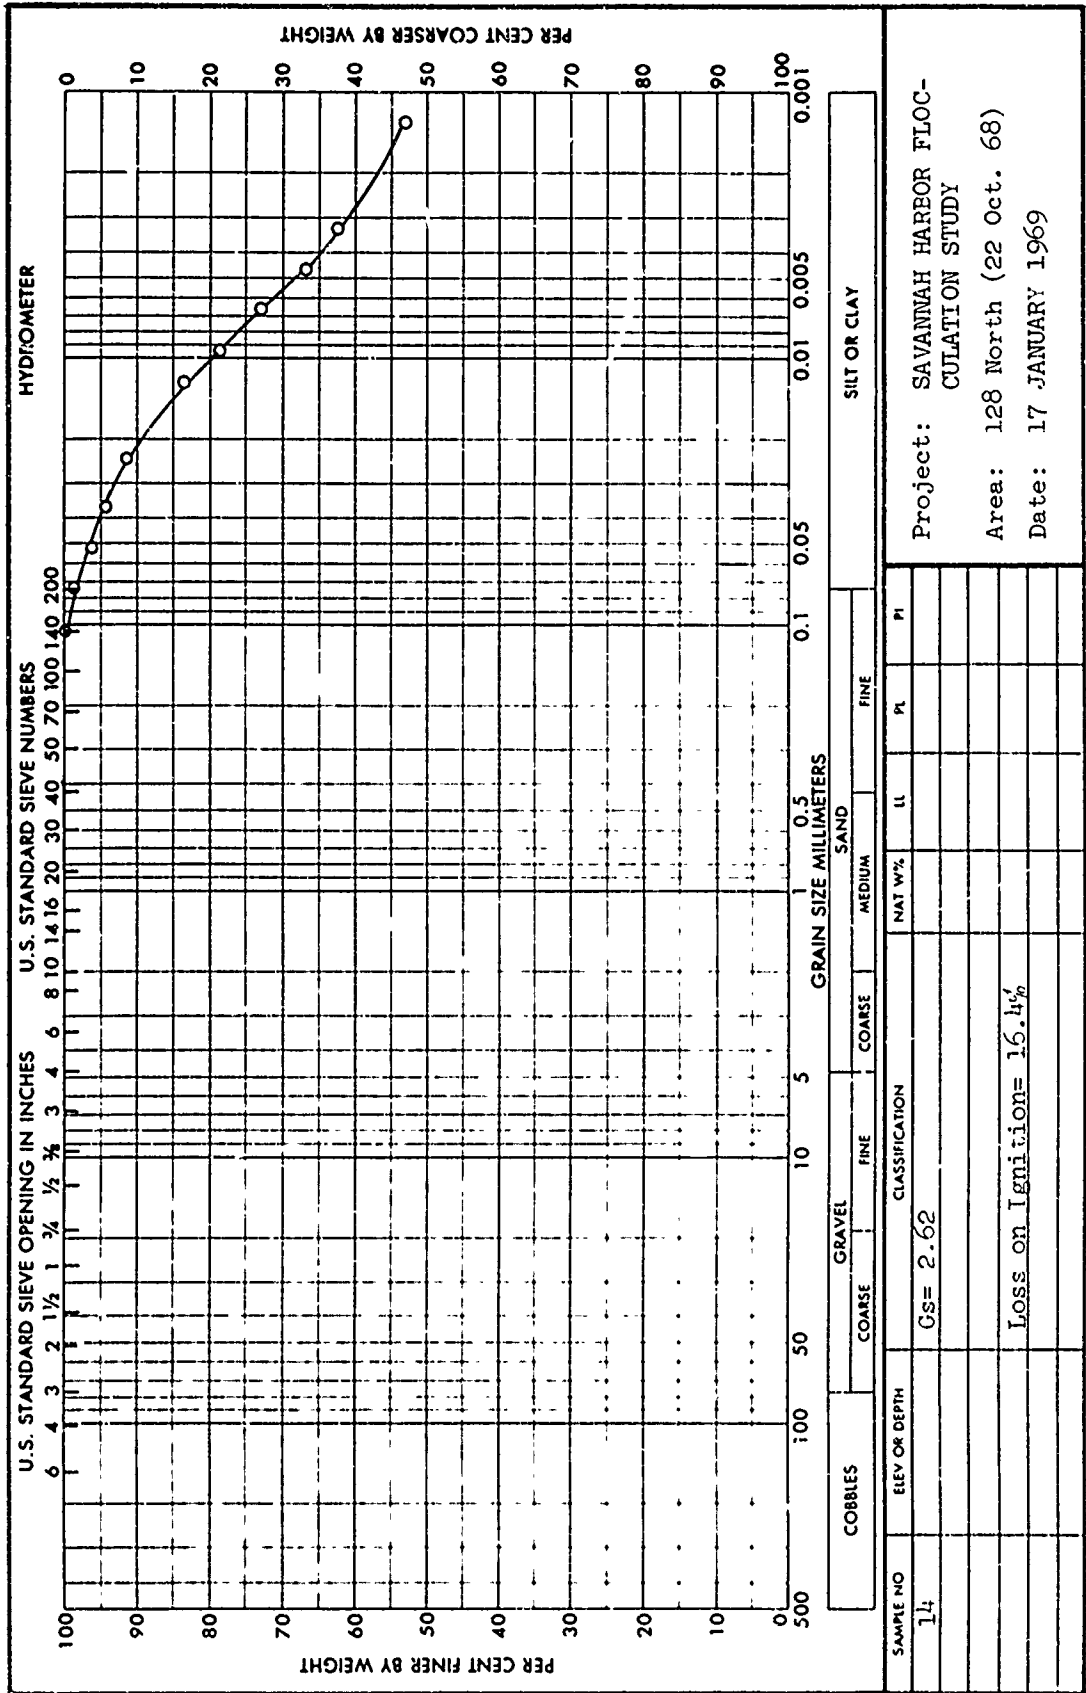 U.S. STANDARD SIEVE OPENING IN INCHES U.S. STANDARD SIEVE NUMBERS HYDROMETER
6 4 3 2 1½ 1 ¾ ½ ⅜ 3 4 6 8 10 14 16 20 30 40 50 70 100 140 200
PER CENT FINER BY WEIGHT
100
90
80
70
60
50
40
30
20
10
0
PER CENT COARSER BY WEIGHT
0
10
20
30
40
50
60
70
80
90
100
500 100 50 10 5 1 0.5 0.1 0.05 0.01 0.005 0.001
GRAIN SIZE MILLIMETERS
COBBLES GRAVEL SAND SILT OR CLAY
COARSE FINE COARSE MEDIUM FINE
SAMPLE NO ELEV OR DEPTH CLASSIFICATION NAT W% LL PL PI
14 Gs= 2.62
Loss on Ignition= 16.4%
Project: SAVANNAH HARBOR FLOC-
CULATION STUDY
Area: 128 North (22 Oct. 68)
Date: 17 JANUARY 1969